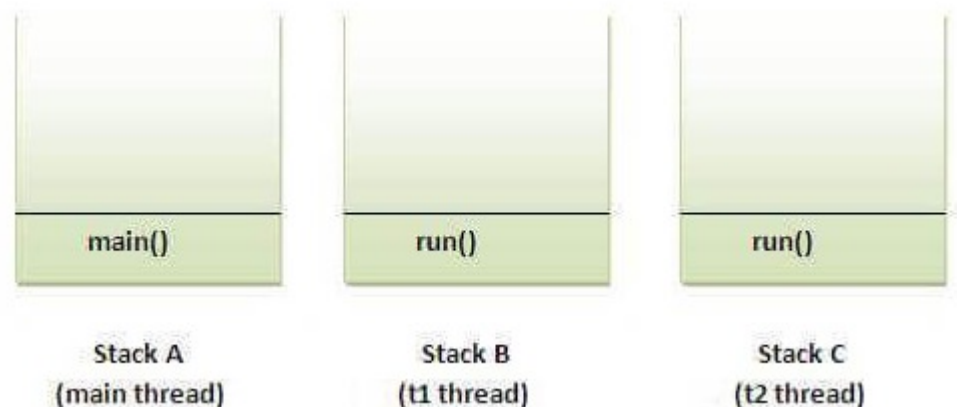 main()
run()
run()
Stack A
(main thread)
Stack B
(t1 thread)
Stack C
(t2 thread)